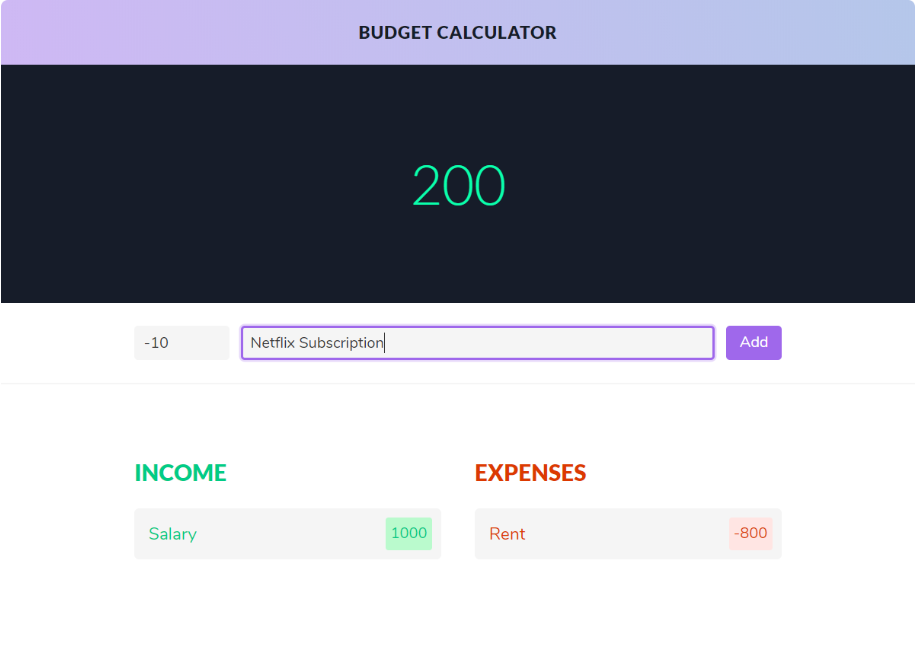 BUDGET CALCULATOR
200
-10
Netflix Subscription
Add
INCOME
Salary 1000
EXPENSES
Rent -800